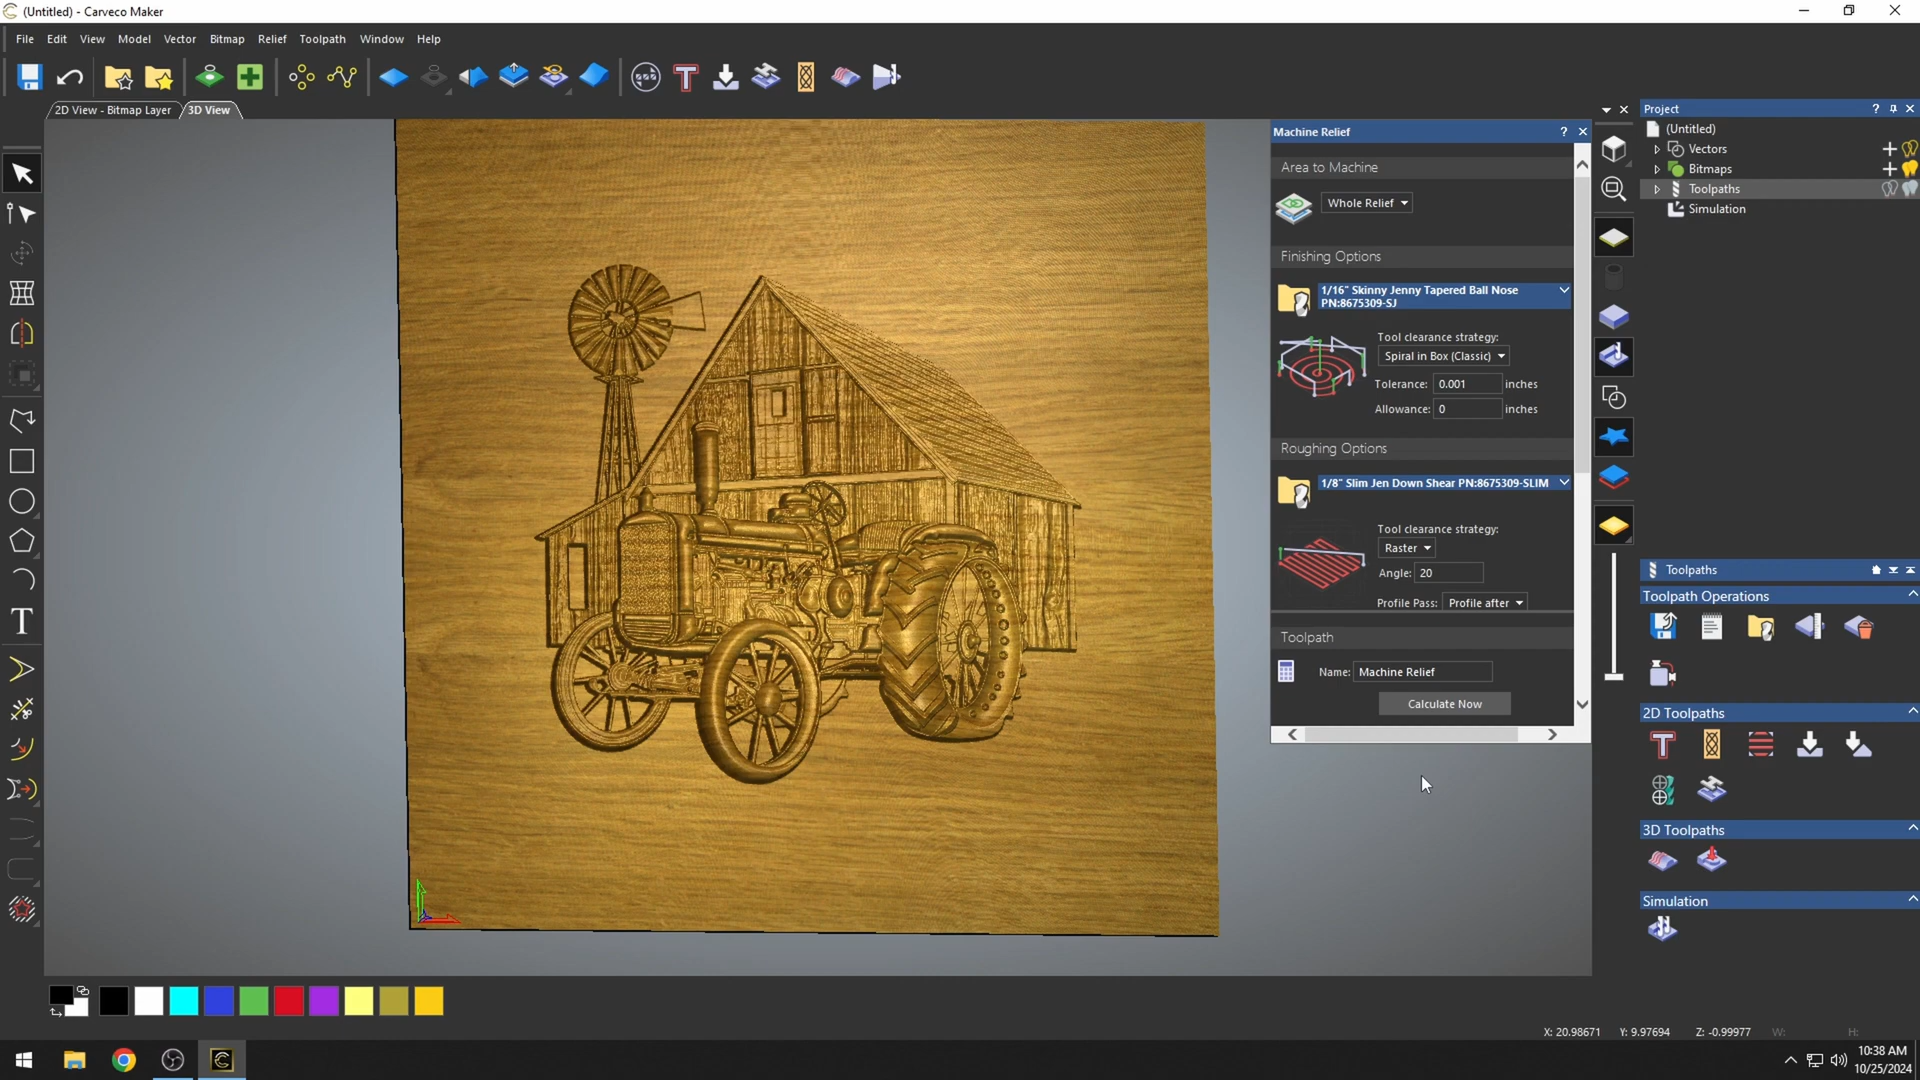 (Untitled) - Carveco Maker
File Edit View Model Vector Bitmap Relief Toolpath Window Help
2D View - Bitmap Layer 3D View
Machine Relief ?
Area to Machine
Whole Relief
Finishing Options
1/16" Skinny Jenny Tapered Ball Nose
PN:8675309-SJ
Tool clearance strategy:
Spiral in Box (Classic)
Tolerance: 0.001 inches
Allowance: 0 inches
Roughing Options
1/8" Slim Jen Down Shear PN:8675309-SLIM
Tool clearance strategy:
Raster
Angle: 20
Profile Pass: Profile after
Toolpath
Name: Machine Relief
Calculate Now
Project ?
(Untitled)
Vectors
Bitmaps
Toolpaths
Simulation
Toolpaths
Toolpath Operations
2D Toolpaths
3D Toolpaths
Simulation
X: 20.98671 Y: 9.97694 Z: -0.99977 W: H:
10:38 AM
10/25/2024